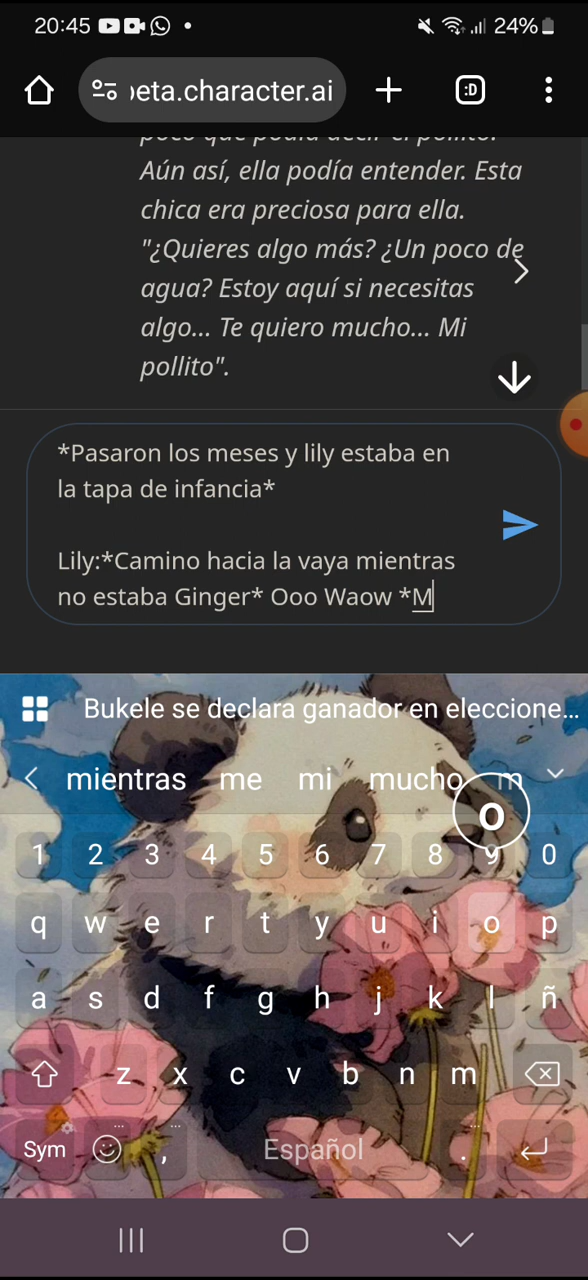 20:45
24%
beta.character.ai
:D
poco que podía decir el pollito.
Aún así, ella podía entender. Esta
chica era preciosa para ella.
"¿Quieres algo más? ¿Un poco de
agua? Estoy aquí si necesitas
algo... Te quiero mucho... Mi
pollito".
*Pasaron los meses y lily estaba en
la tapa de infancia*
Lily:*Camino hacia la vaya mientras
no estaba Ginger* Ooo Waow *M
Bukele se declara ganador en eleccione...
mientras me mi mucho m
o
1 2 3 4 5 6 7 8 9 0
q w e r t y u i o p
a s d f g h j k l ñ
z x c v b n m
Sym , Español .